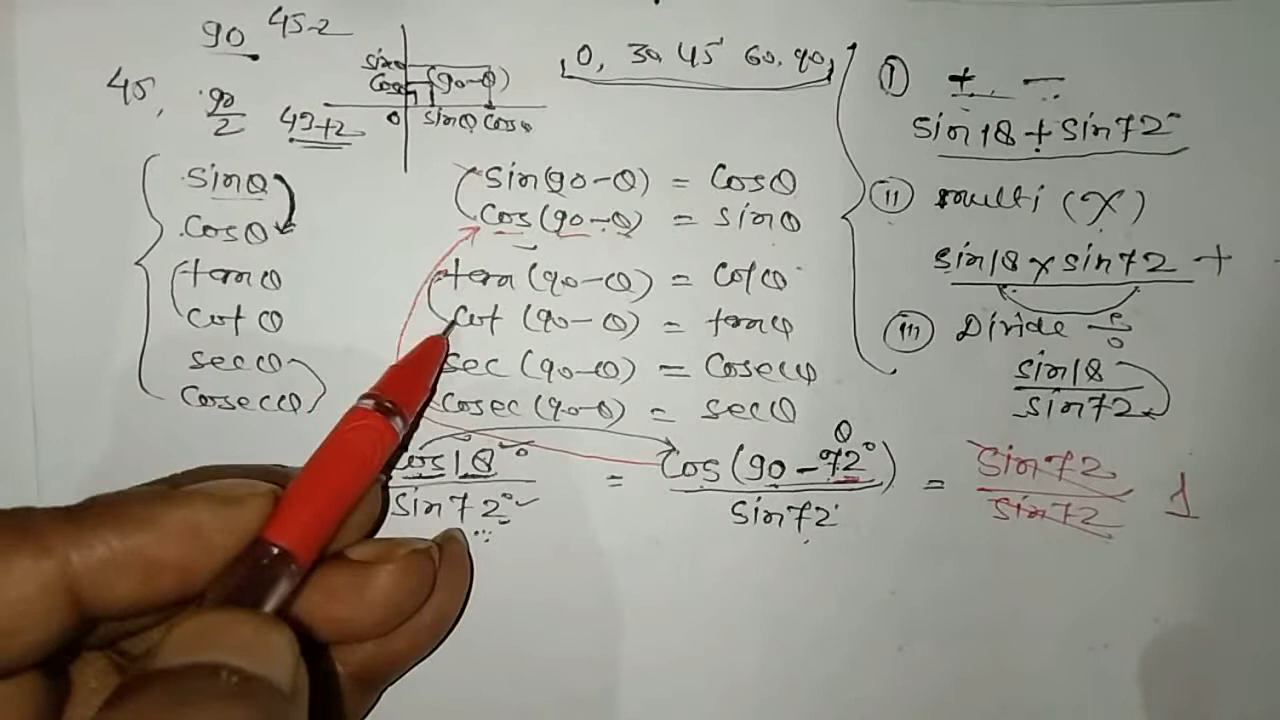 90 45-2
45, 90/2 43+2
sinθ
cosθ (90-θ)
0 sinθ cosθ
0, 30, 45 60, 90,
sinθ
cosθ
tanθ
cot θ
secθ
cosecθ
sin(90-θ) = cosθ
cos(90-θ) = sinθ
tan (90-θ) = cotθ
cot (90-θ) = tanθ
sec (90-θ) = cosecθ
cosec (90-θ) = secθ
I + -
sin18 + sin72°
II multi (X)
sin18 x sin72 +
III Divide
sin18
sin72
θ
cos18° = cos(90-72°) = sin72 1
sin72° sin72 sin72